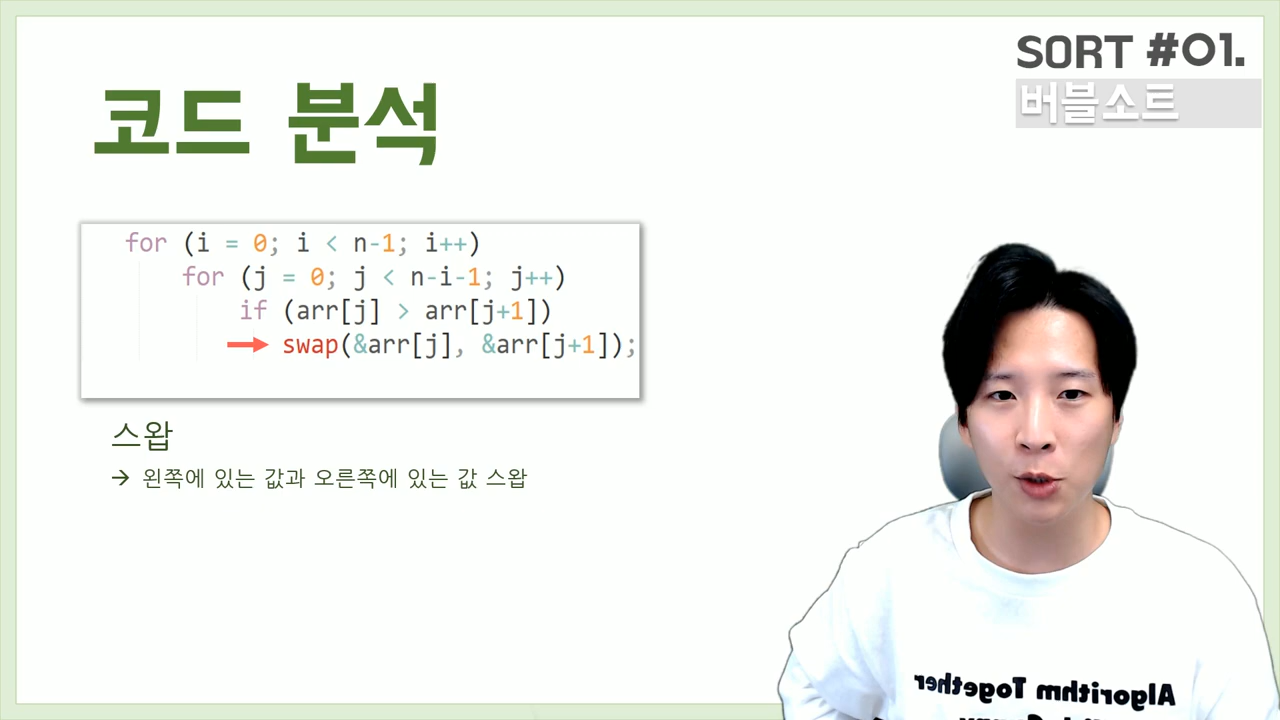 SORT #01.
버블소트
코드 분석
for (i = 0; i < n-1; i++)
for (j = 0; j < n-i-1; j++)
if (arr[j] > arr[j+1])
swap(&arr[j], &arr[j+1]);
스왑
→ 왼쪽에 있는 값과 오른쪽에 있는 값 스왑
Algorithm Together